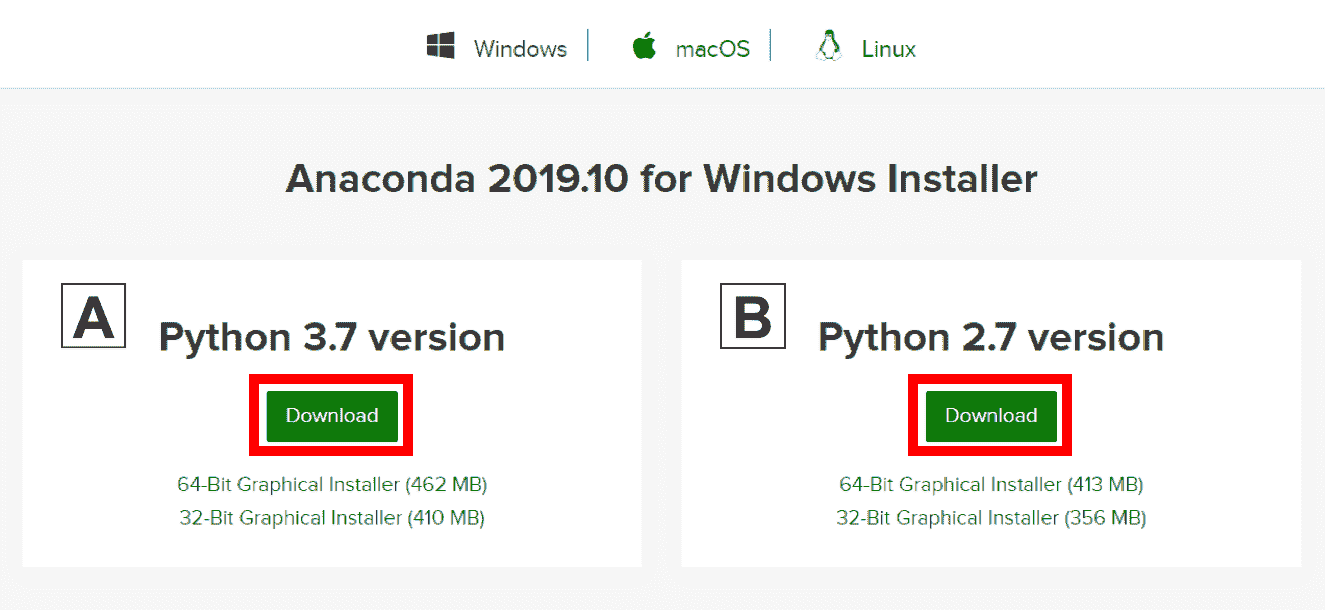 Windows macOS Linux
Anaconda 2019.10 for Windows Installer
A Python 3.7 version
Download
64-Bit Graphical Installer (462 MB)
32-Bit Graphical Installer (410 MB)
B Python 2.7 version
Download
64-Bit Graphical Installer (413 MB)
32-Bit Graphical Installer (356 MB)